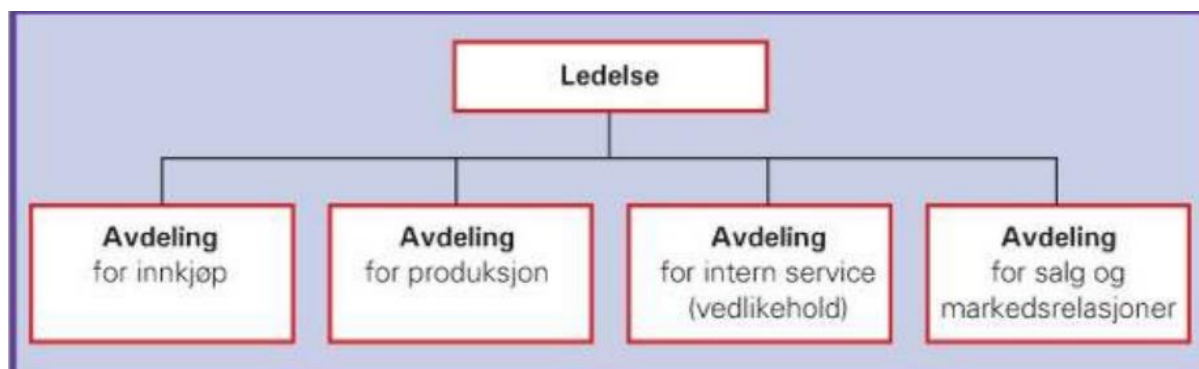 Ledelse
Avdeling
for innkjøp
Avdeling
for produksjon
Avdeling
for intern service
(vedlikehold)
Avdeling
for salg og
markedsrelasjoner